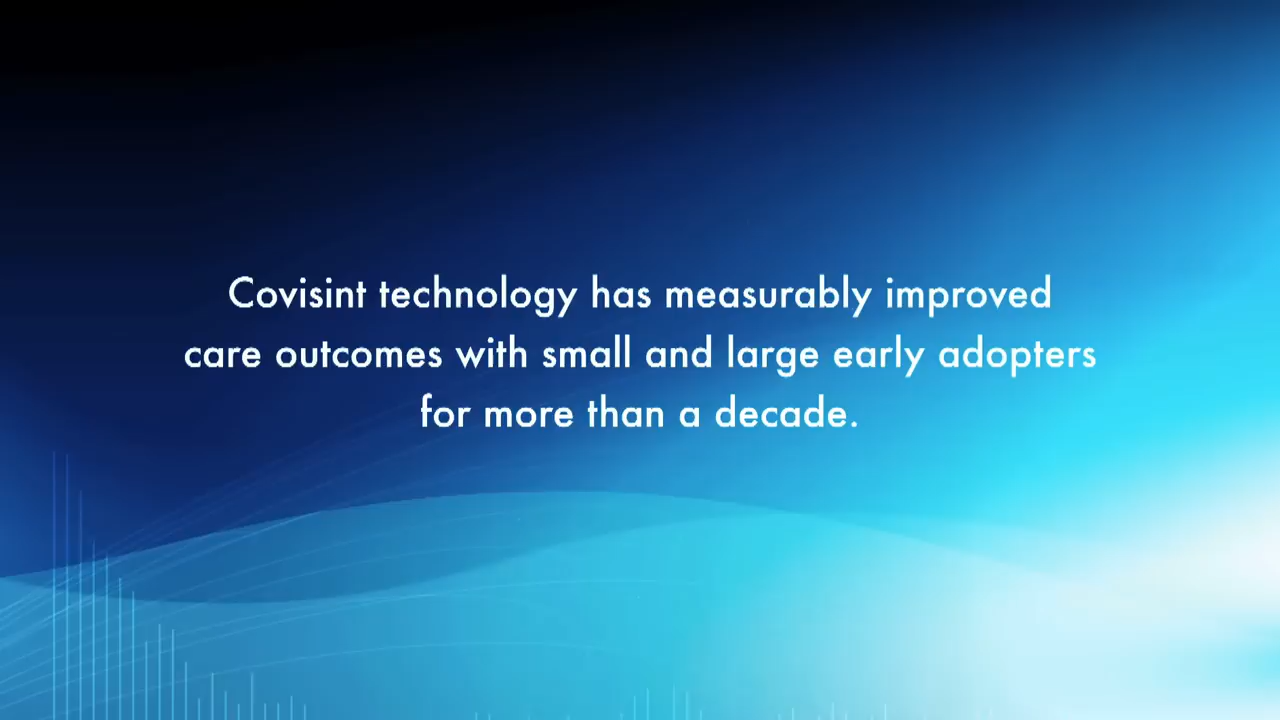 Covisint technology has measurably improved
care outcomes with small and large early adopters
for more than a decade.